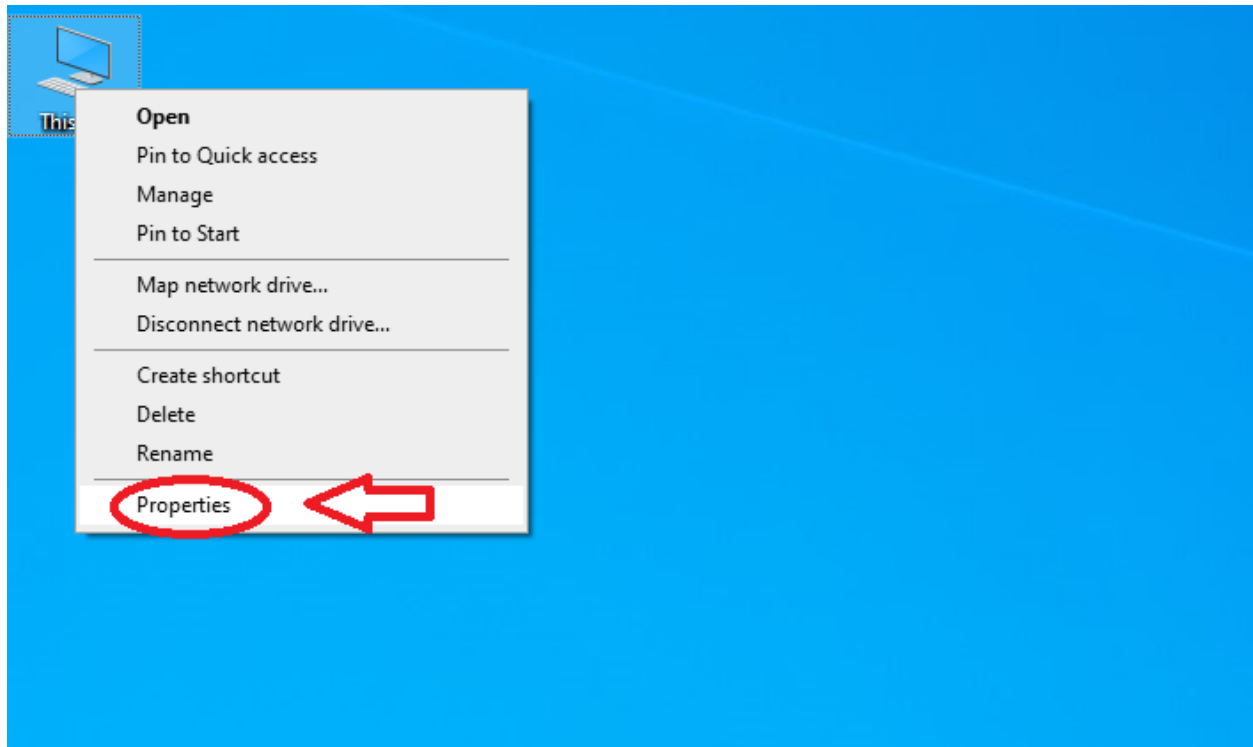 This
Open
Pin to Quick access
Manage
Pin to Start
Map network drive...
Disconnect network drive...
Create shortcut
Delete
Rename
Properties